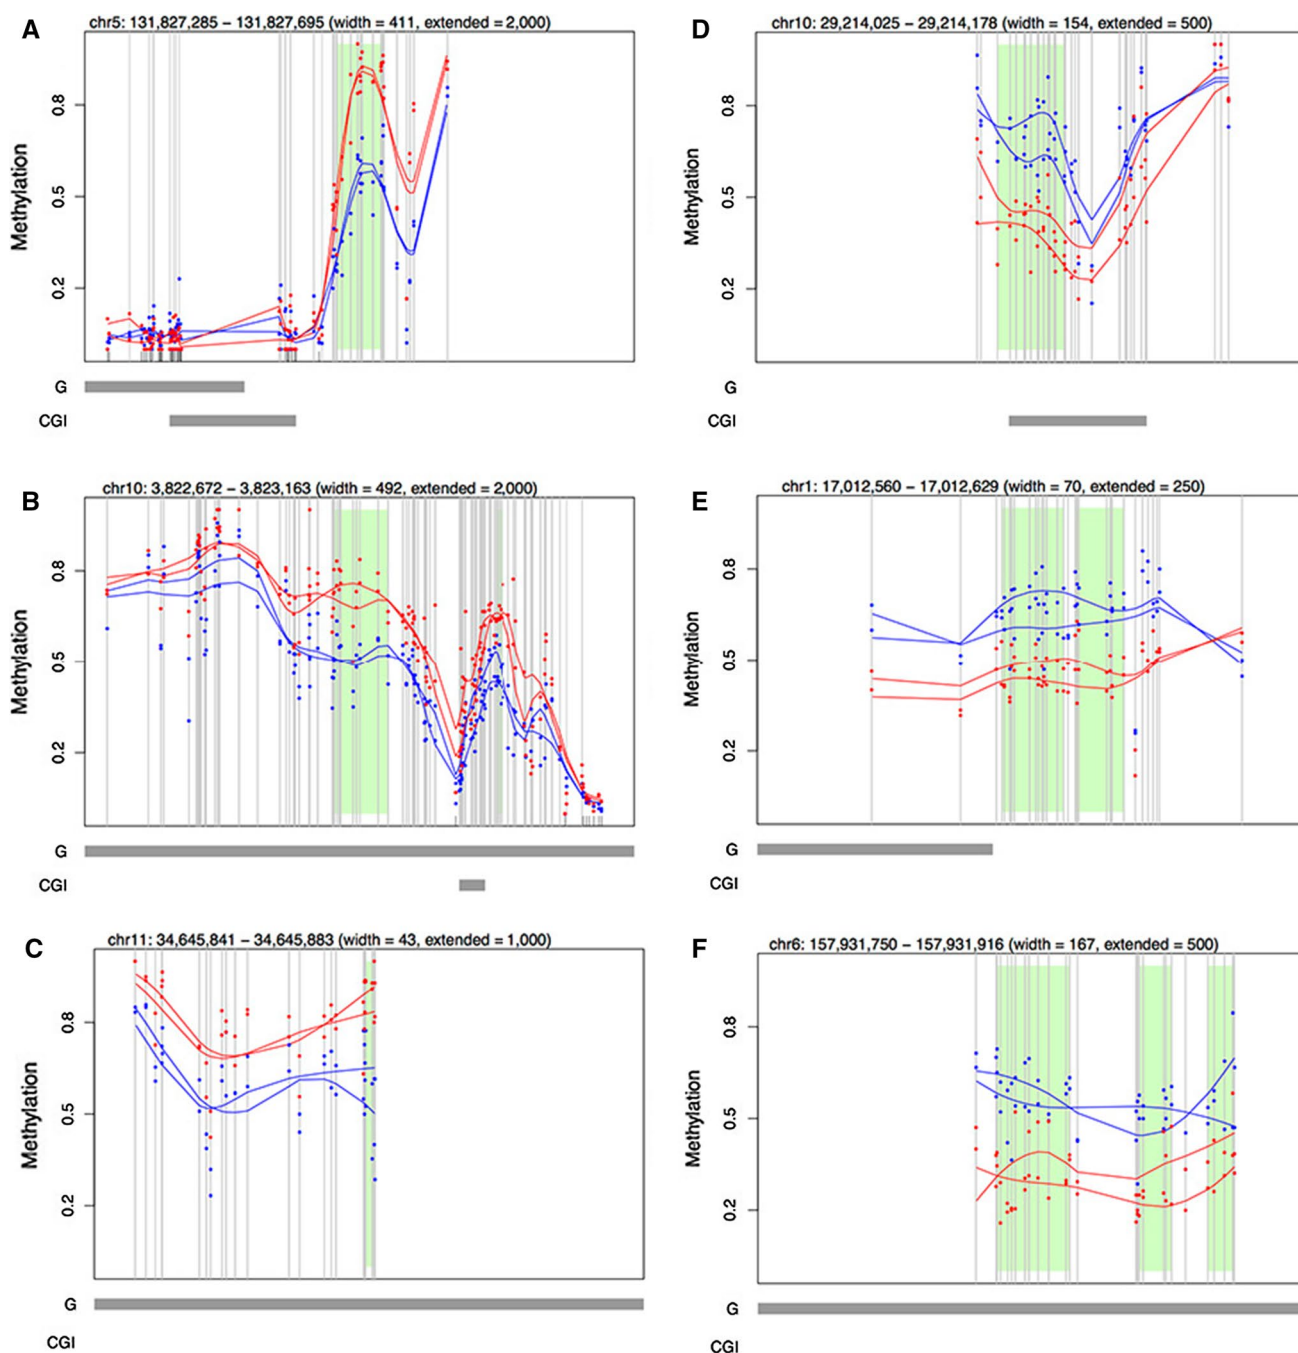 A
chr5: 131,827,285 – 131,827,695 (width = 411, extended = 2,000)
Methylation
0.8
0.5
0.2
G
CGI
B
chr10: 3,822,672 – 3,823,163 (width = 492, extended = 2,000)
Methylation
0.8
0.5
0.2
G
CGI
C
chr11: 34,645,841 – 34,645,883 (width = 43, extended = 1,000)
Methylation
0.8
0.5
0.2
G
CGI
D
chr10: 29,214,025 – 29,214,178 (width = 154, extended = 500)
Methylation
0.8
0.5
0.2
G
CGI
E
chr1: 17,012,560 – 17,012,629 (width = 70, extended = 250)
Methylation
0.8
0.5
0.2
G
CGI
F
chr6: 157,931,750 – 157,931,916 (width = 167, extended = 500)
Methylation
0.8
0.5
0.2
G
CGI